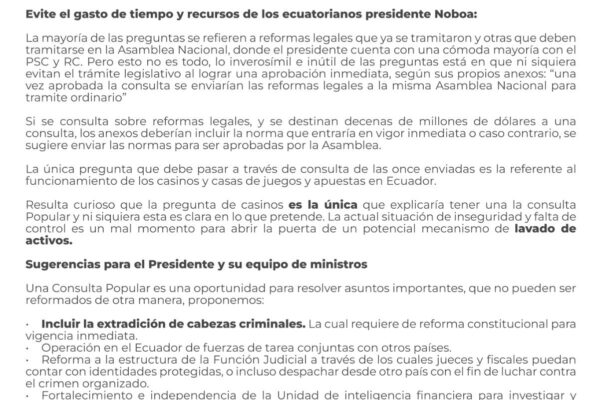 Evite el gasto de tiempo y recursos de los ecuatorianos presidente Noboa:
La mayoría de las preguntas se refieren a reformas legales que ya se tramitaron y otras que deben
tramitarse en la Asamblea Nacional, donde el presidente cuenta con una cómoda mayoría con el
PSC y RC. Pero esto no es todo, lo inverosímil e inútil de las preguntas está en que ni siquiera
evitan el trámite legislativo al lograr una aprobación inmediata, según sus propios anexos: “una
vez aprobada la consulta se enviarían las reformas legales a la misma Asamblea Nacional para
tramite ordinario”
Si se consulta sobre reformas legales, y se destinan decenas de millones de dólares a una
consulta, los anexos deberían incluir la norma que entraría en vigor inmediata o caso contrario, se
sugiere enviar las normas para ser aprobadas por la Asamblea.
La única pregunta que debe pasar a través de consulta de las once enviadas es la referente al
funcionamiento de los casinos y casas de juegos y apuestas en Ecuador.
Resulta curioso que la pregunta de casinos es la única que explicaría tener una la consulta
Popular y ni siquiera esta es clara en lo que pretende. La actual situación de inseguridad y falta de
control es un mal momento para abrir la puerta de un potencial mecanismo de lavado de
activos.
Sugerencias para el Presidente y su equipo de ministros
Una Consulta Popular es una oportunidad para resolver asuntos importantes, que no pueden ser
reformados de otra manera, proponemos:
• Incluir la extradición de cabezas criminales. La cual requiere de reforma constitucional para
vigencia inmediata.
• Operación en el Ecuador de fuerzas de tarea conjuntas con otros países.
• Reforma a la estructura de la Función Judicial a través de los cuales jueces y fiscales puedan
contar con identidades protegidas, o incluso despachar desde otro país con el fin de luchar contra
el crimen organizado.
• Fortalecimiento e independencia de la Unidad de inteligencia financiera para investigar y